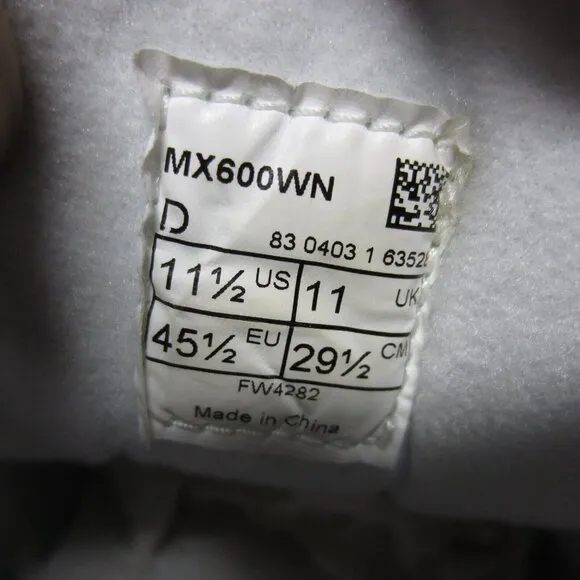 MX600WN
D
83 0403 1 63528
11½ US 11 UK
45½ EU 29½ CM
FW4282
Made in China